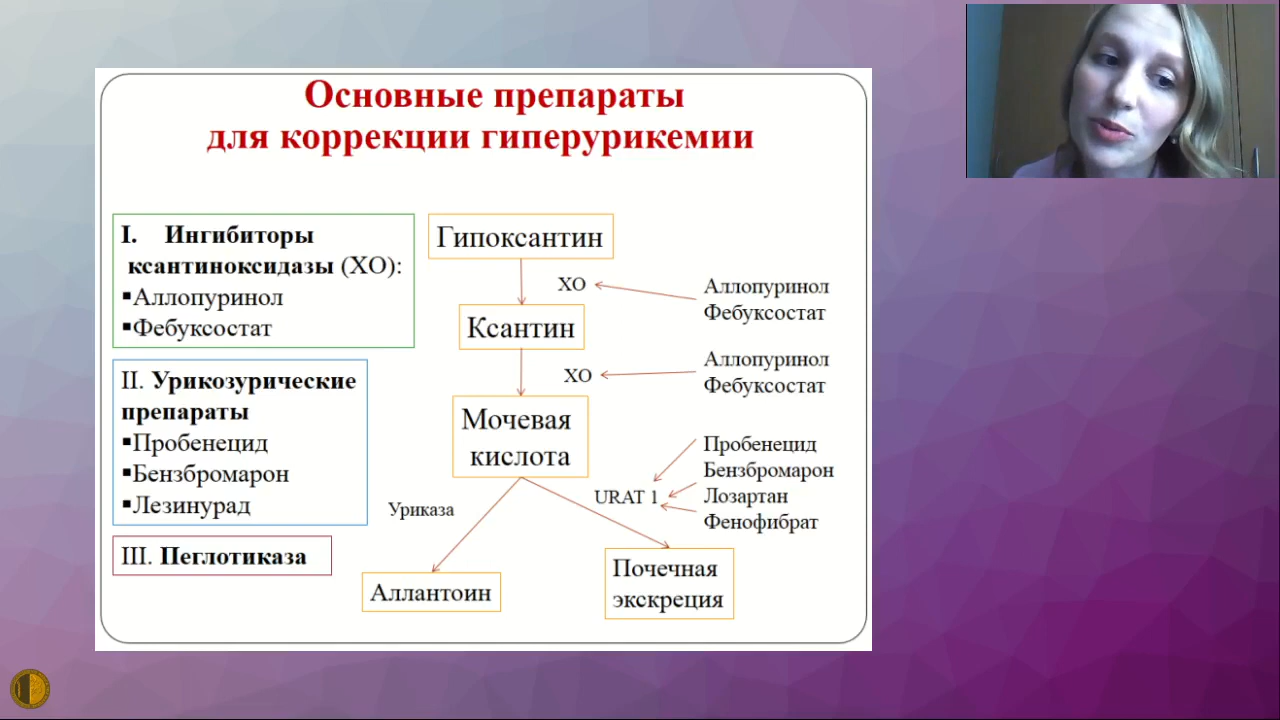 Основные препараты
для коррекции гиперурикемии
I. Ингибиторы
ксантиноксидазы (ХО):
▪Аллопуринол
▪Фебуксостат
II. Урикозурические
препараты
▪Пробенецид
▪Бензбромарон
▪Лезинурад
III. Пеглотиказа
Гипоксантин
ХО
Аллопуринол
Фебуксостат
Ксантин
ХО
Аллопуринол
Фебуксостат
Мочевая
кислота
Пробенецид
Бензбромарон
Лозартан
Фенофибрат
URAT 1
Уриказа
Аллантоин
Почечная
экскреция